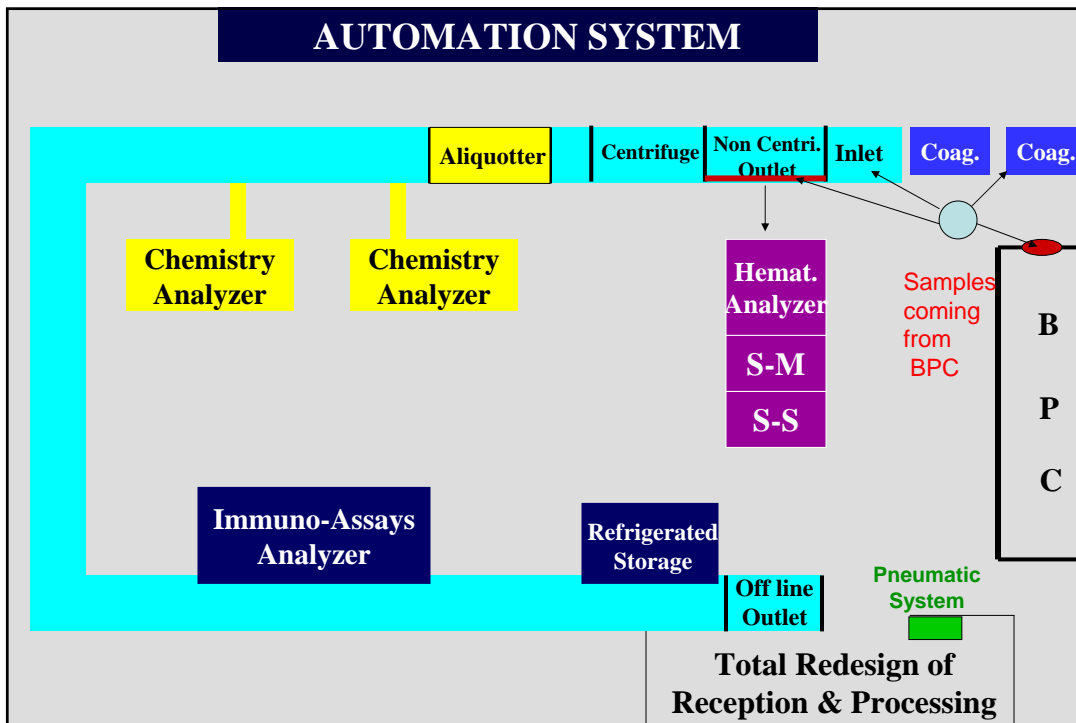 AUTOMATION SYSTEM
Aliquotter
Centrifuge
Non Centri.
Outlet
Inlet
Coag.
Coag.
Chemistry
Analyzer
Chemistry
Analyzer
Hemat.
Analyzer
S-M
S-S
Samples
coming
from
BPC
B
P
C
Immuno-Assays
Analyzer
Refrigerated
Storage
Off line
Outlet
Pneumatic
System
Total Redesign of
Reception & Processing